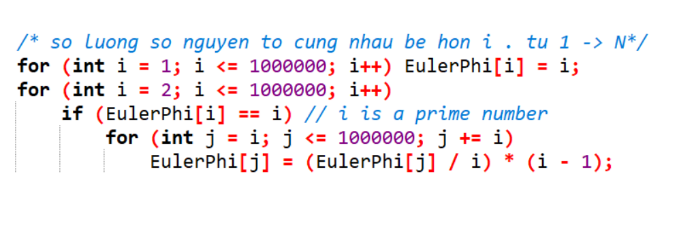 /* so luong so nguyen to cung nhau be hon i . tu 1 -> N*/
for (int i = 1; i <= 1000000; i++) EulerPhi[i] = i;
for (int i = 2; i <= 1000000; i++)
if (EulerPhi[i] == i) // i is a prime number
for (int j = i; j <= 1000000; j += i)
EulerPhi[j] = (EulerPhi[j] / i) * (i - 1);